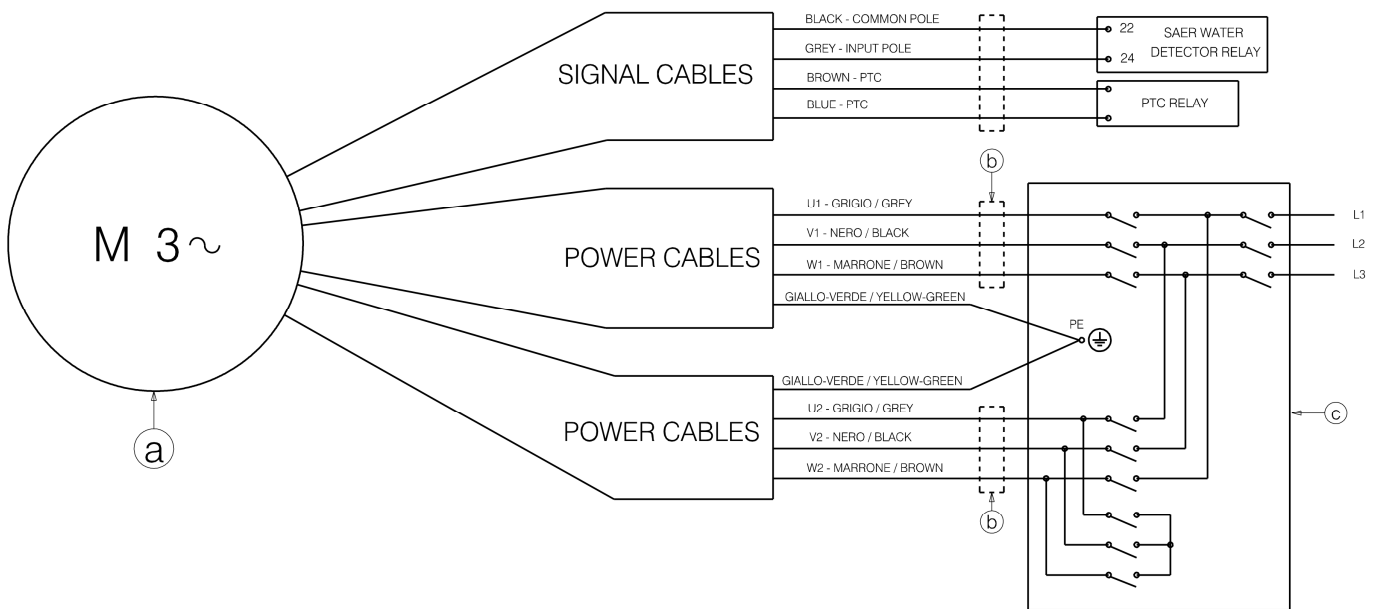 BLACK - COMMON POLE
GREY - INPUT POLE
BROWN - PTC
BLUE - PTC
SIGNAL CABLES
22
24
SAER WATER
DETECTOR RELAY
PTC RELAY
M 3~
a
b
POWER CABLES
U1 - GRIGIO / GREY
V1 - NERO / BLACK
W1 - MARRONE / BROWN
GIALLO-VERDE / YELLOW-GREEN
L1
L2
L3
PE
GIALLO-VERDE / YELLOW-GREEN
POWER CABLES
U2 - GRIGIO / GREY
V2 - NERO / BLACK
W2 - MARRONE / BROWN
b
c